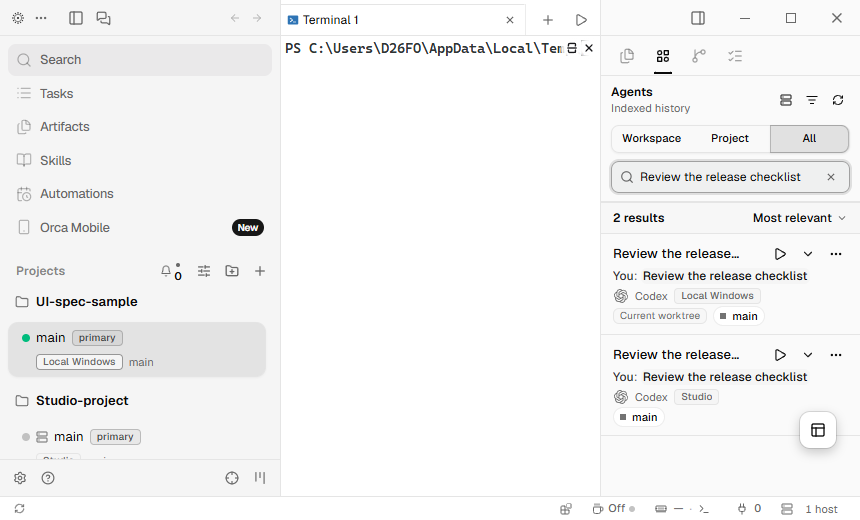 Terminal 1
Search
Tasks
Artifacts
Skills
Automations
Orca Mobile
New
Projects
0
UI-spec-sample
main
primary
Local Windows
main
Studio-project
main
primary
PS C:\Users\D26FO\AppData\Local\Tem
Agents
Indexed history
Workspace
Project
All
Review the release checklist
2 results
Most relevant
Review the release...
You: Review the release checklist
Codex
Local Windows
Current worktree
main
Review the release...
You: Review the release checklist
Codex
Studio
main
Off
0
1 host